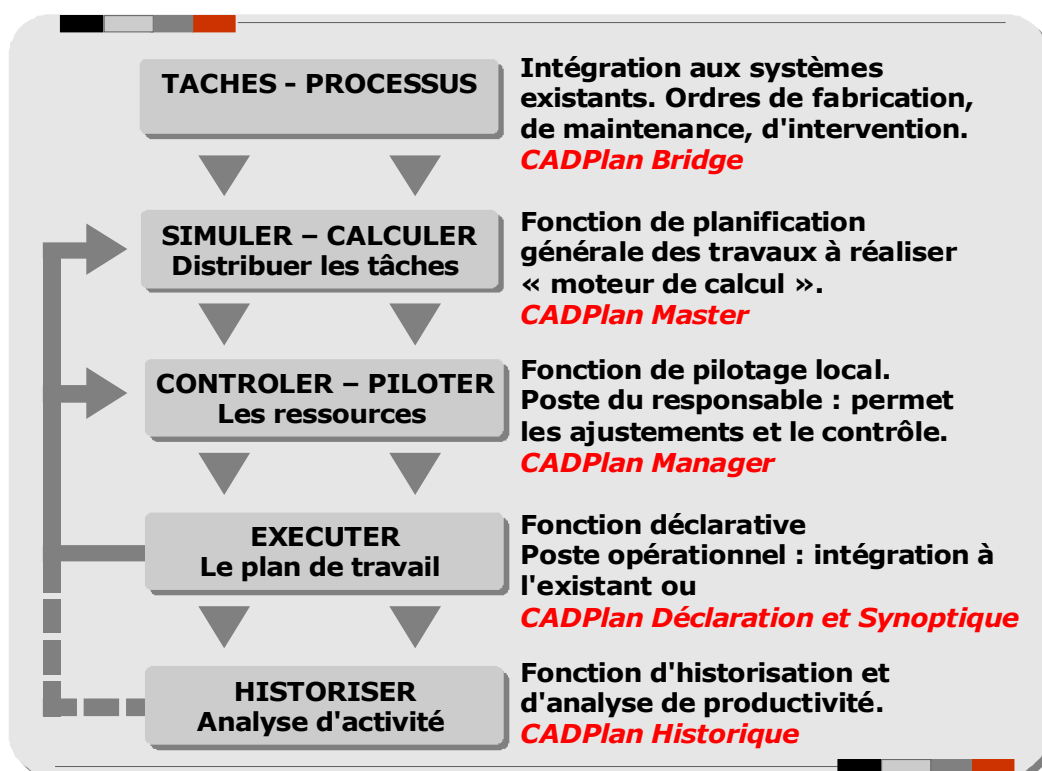 TACHES - PROCESSUS
Intégration aux systèmes
existants. Ordres de fabrication,
de maintenance, d'intervention.
CADPlan Bridge
SIMULER – CALCULER
Distribuer les tâches
Fonction de planification
générale des travaux à réaliser
« moteur de calcul ».
CADPlan Master
CONTROLER – PILOTER
Les ressources
Fonction de pilotage local.
Poste du responsable : permet
les ajustements et le contrôle.
CADPlan Manager
EXECUTER
Le plan de travail
Fonction déclarative
Poste opérationnel : intégration à
l'existant ou
CADPlan Déclaration et Synoptique
HISTORISER
Analyse d'activité
Fonction d'historisation et
d'analyse de productivité.
CADPlan Historique